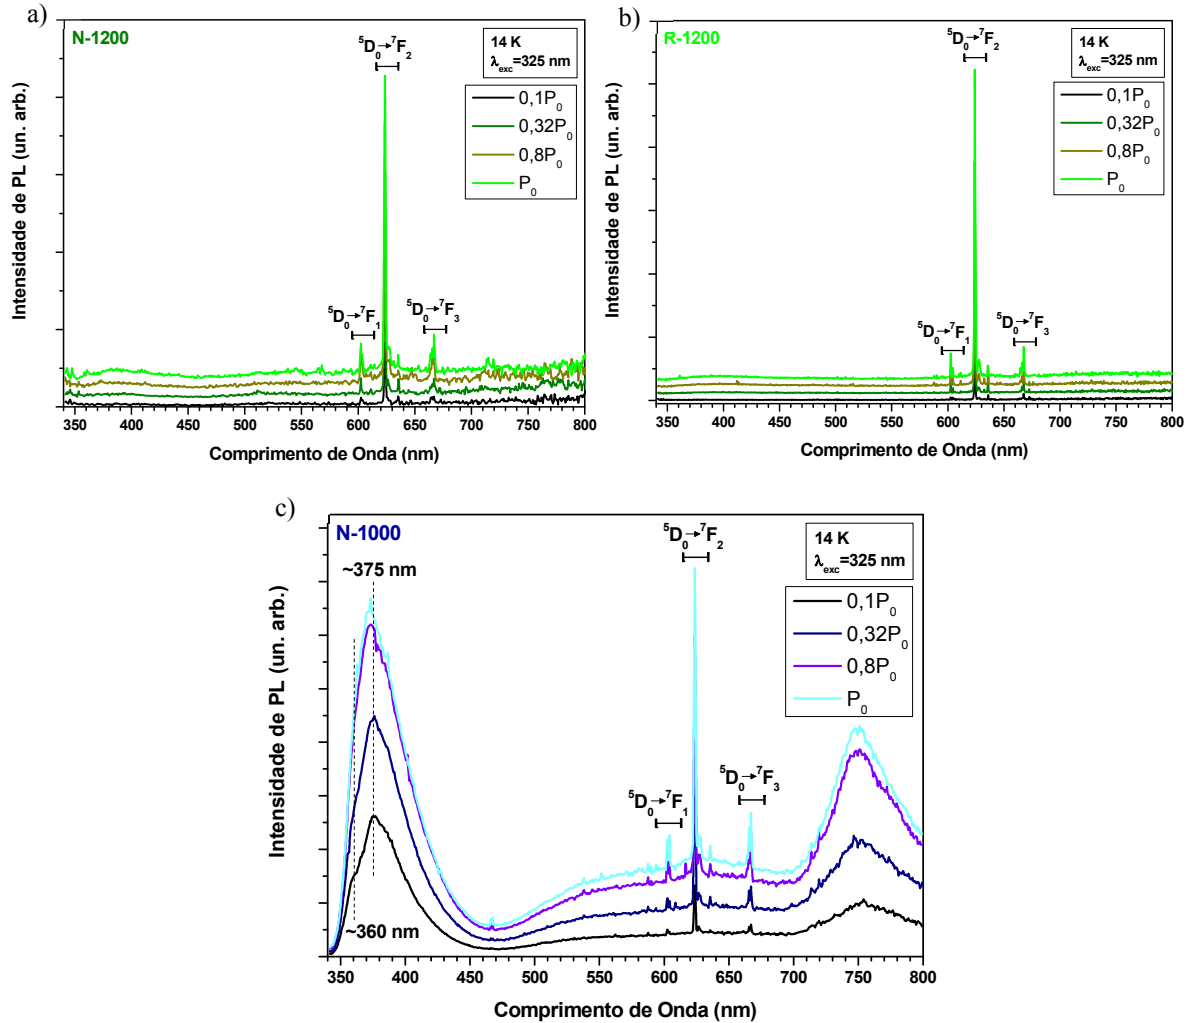 a)
N-1200
⁵D₀→⁷F₂
14 K
λexc=325 nm
0,1P₀
0,32P₀
0,8P₀
P₀
⁵D₀→⁷F₁
⁵D₀→⁷F₃
Intensidade de PL (un. arb.)
350 400 450 500 550 600 650 700 750 800
Comprimento de Onda (nm)
b)
R-1200
⁵D₀→⁷F₂
14 K
λexc=325 nm
0,1P₀
0,32P₀
0,8P₀
P₀
⁵D₀→⁷F₁
⁵D₀→⁷F₃
Intensidade de PL (un. arb.)
350 400 450 500 550 600 650 700 750 800
Comprimento de Onda (nm)
c)
N-1000
⁵D₀→⁷F₂
14 K
λexc=325 nm
~375 nm
0,1P₀
0,32P₀
0,8P₀
P₀
⁵D₀→⁷F₁
⁵D₀→⁷F₃
~360 nm
Intensidade de PL (un. arb.)
350 400 450 500 550 600 650 700 750 800
Comprimento de Onda (nm)